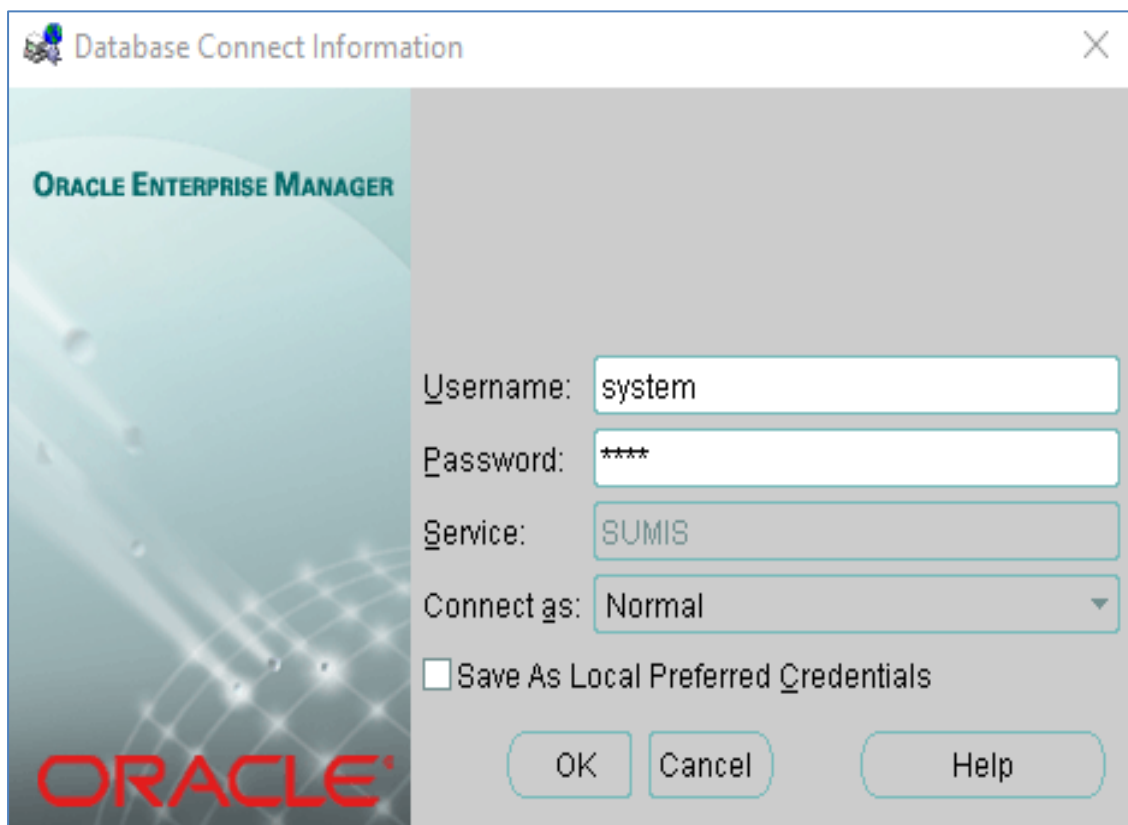 Database Connect Information
ORACLE ENTERPRISE MANAGER
Username: system
Password: ****
Service: SUMIS
Connect as: Normal
Save As Local Preferred Credentials
OK Cancel Help
ORACLE